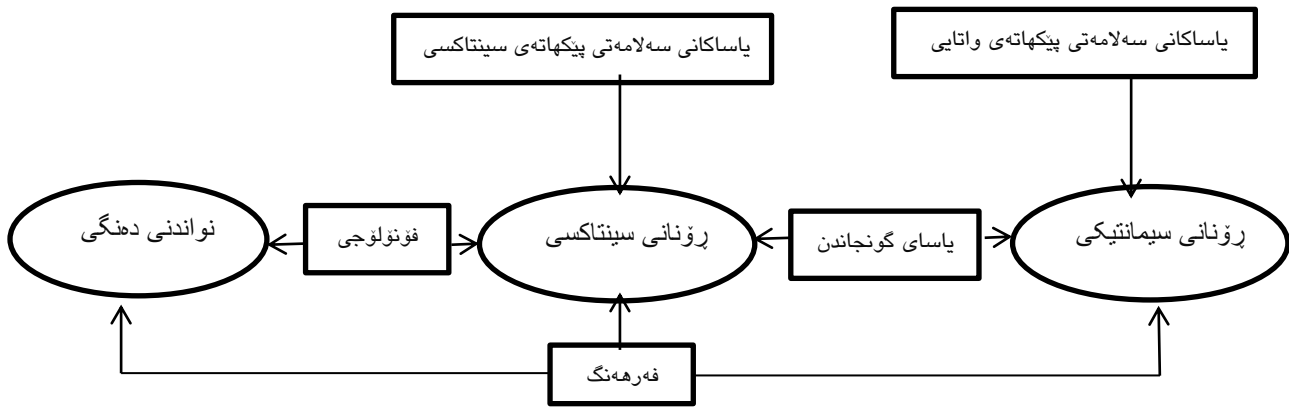 یاساکانی سەلامەتی پێکهاتەی واتایی
یاساکانی سەلامەتی پێکهاتەی سینتاکسی
ڕۆنانی سیمانتیکی
یاسای گونجاندن
ڕۆنانی سینتاکسی
فۆنۆلۆجی
نواندنی دەنگی
فەرهەنگ